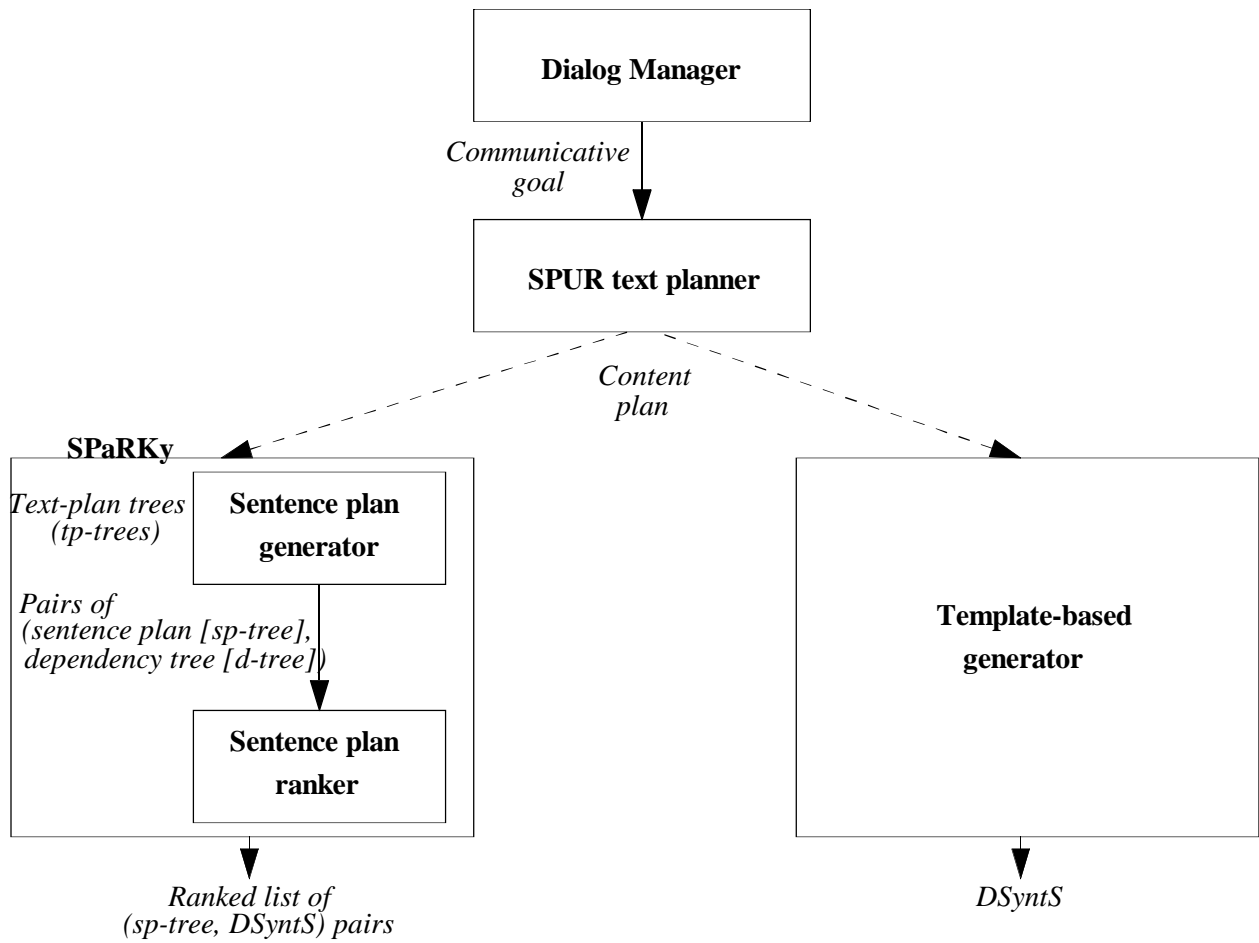 Dialog Manager
Communicative
goal
SPUR text planner
Content
plan
SPaRKy
Text-plan trees
(tp-trees)
Sentence plan
generator
Pairs of
(sentence plan [sp-tree],
dependency tree [d-tree])
Sentence plan
ranker
Template-based
generator
Ranked list of
(sp-tree, DSyntS) pairs
DSyntS